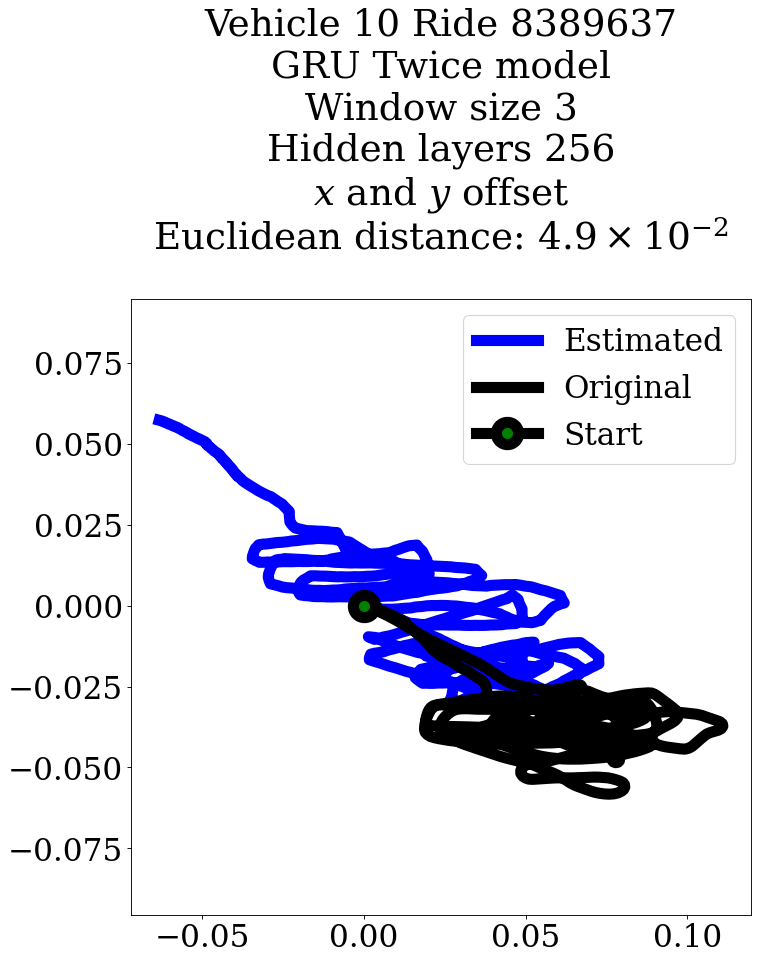 Vehicle 10 Ride 8389637
GRU Twice model
Window size 3
Hidden layers 256
x and y offset
Euclidean distance: 4.9 × 10⁻²
Estimated
Original
Start
0.075
0.050
0.025
0.000
−0.025
−0.050
−0.075
−0.05 0.00 0.05 0.10